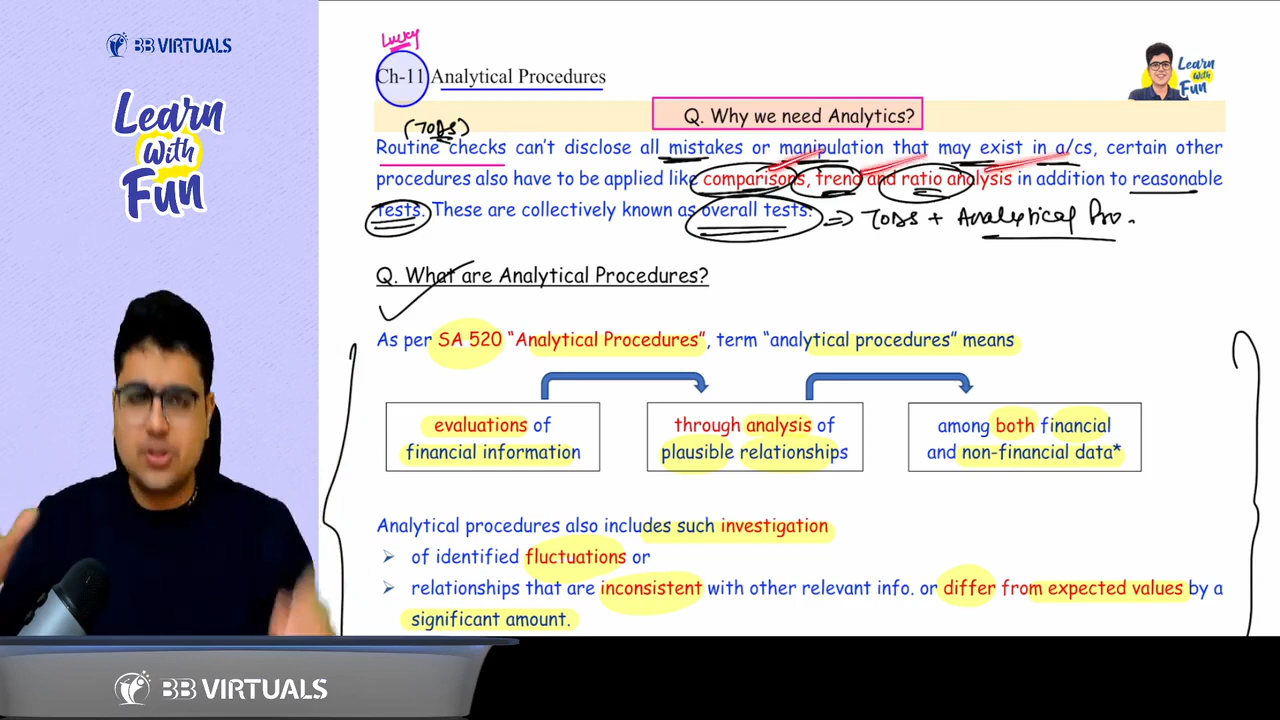 BB VIRTUALS
Learn
With
Fun
Lucky
Ch-11 Analytical Procedures
Learn
With
Fun
Q. Why we need Analytics?
(TOBs)
Routine checks can't disclose all mistakes or manipulation that may exist in a/cs, certain other
procedures also have to be applied like comparisons, trend and ratio analysis in addition to reasonable
tests. These are collectively known as overall tests. ⇒ TOBs + Analytical Pro.
Q. What are Analytical Procedures?
As per SA 520 “Analytical Procedures”, term “analytical procedures” means
evaluations of
financial information
through analysis of
plausible relationships
among both financial
and non-financial data*
Analytical procedures also includes such investigation
➢ of identified fluctuations or
➢ relationships that are inconsistent with other relevant info. or differ from expected values by a
significant amount.
BB VIRTUALS